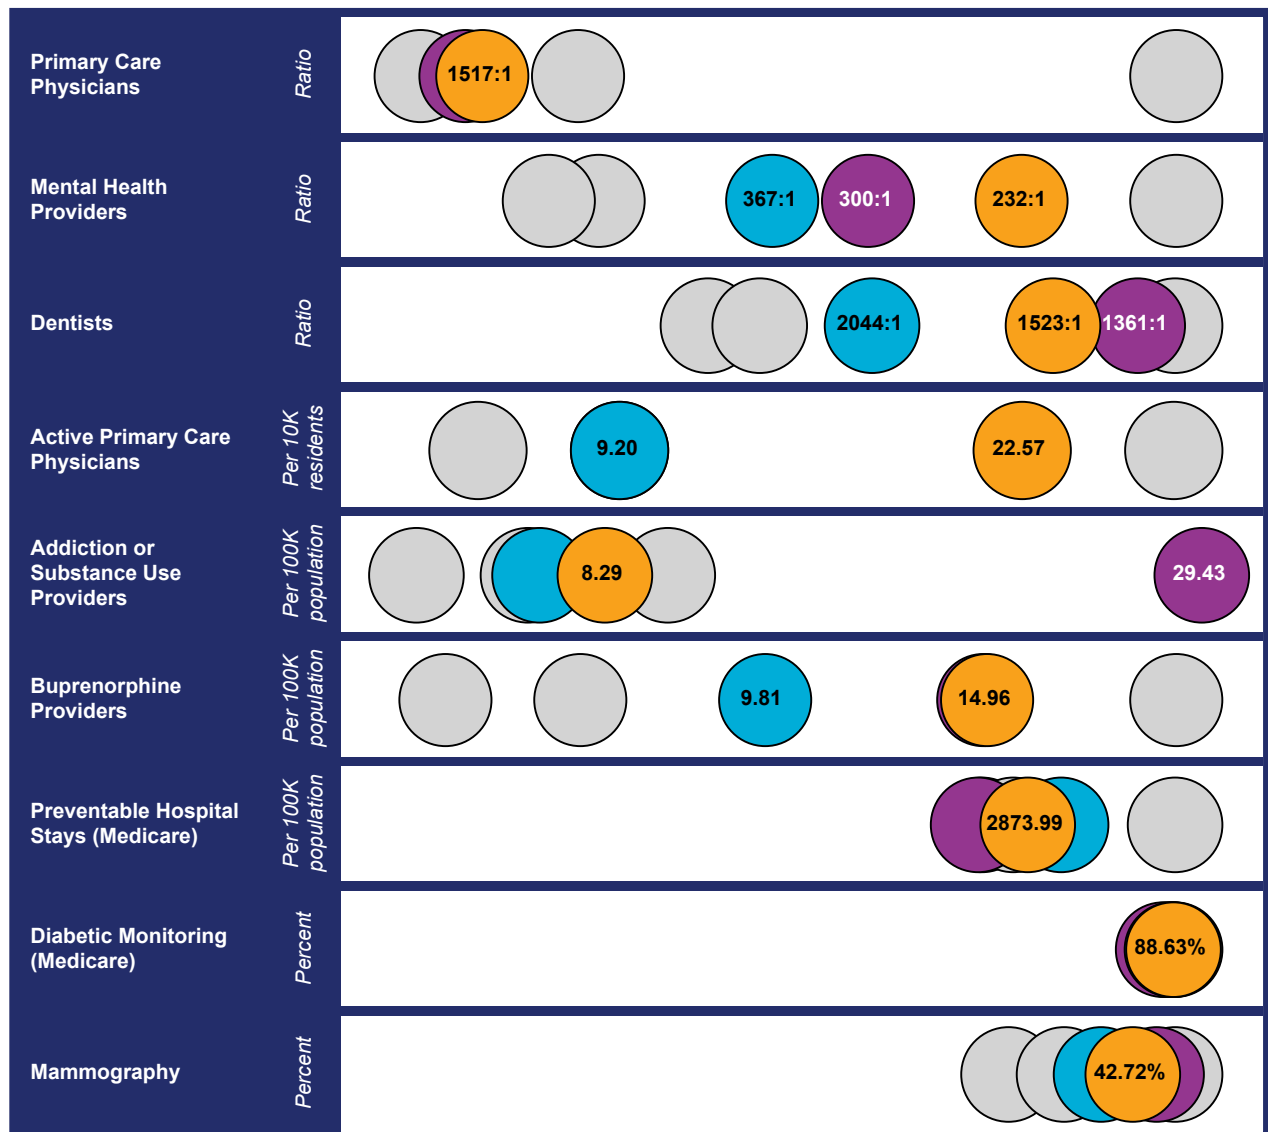 Primary Care
Physicians
Ratio
1517:1
Mental Health
Providers
Ratio
367:1
300:1
232:1
Dentists
Ratio
2044:1
1523:1
1361:1
Active Primary Care
Physicians
Per 10K
residents
9.20
22.57
Addiction or
Substance Use
Providers
Per 100K
population
8.29
29.43
Buprenorphine
Providers
Per 100K
population
9.81
14.96
Preventable Hospital
Stays (Medicare)
Per 100K
population
2873.99
Diabetic Monitoring
(Medicare)
Percent
88.63%
Mammography
Percent
42.72%